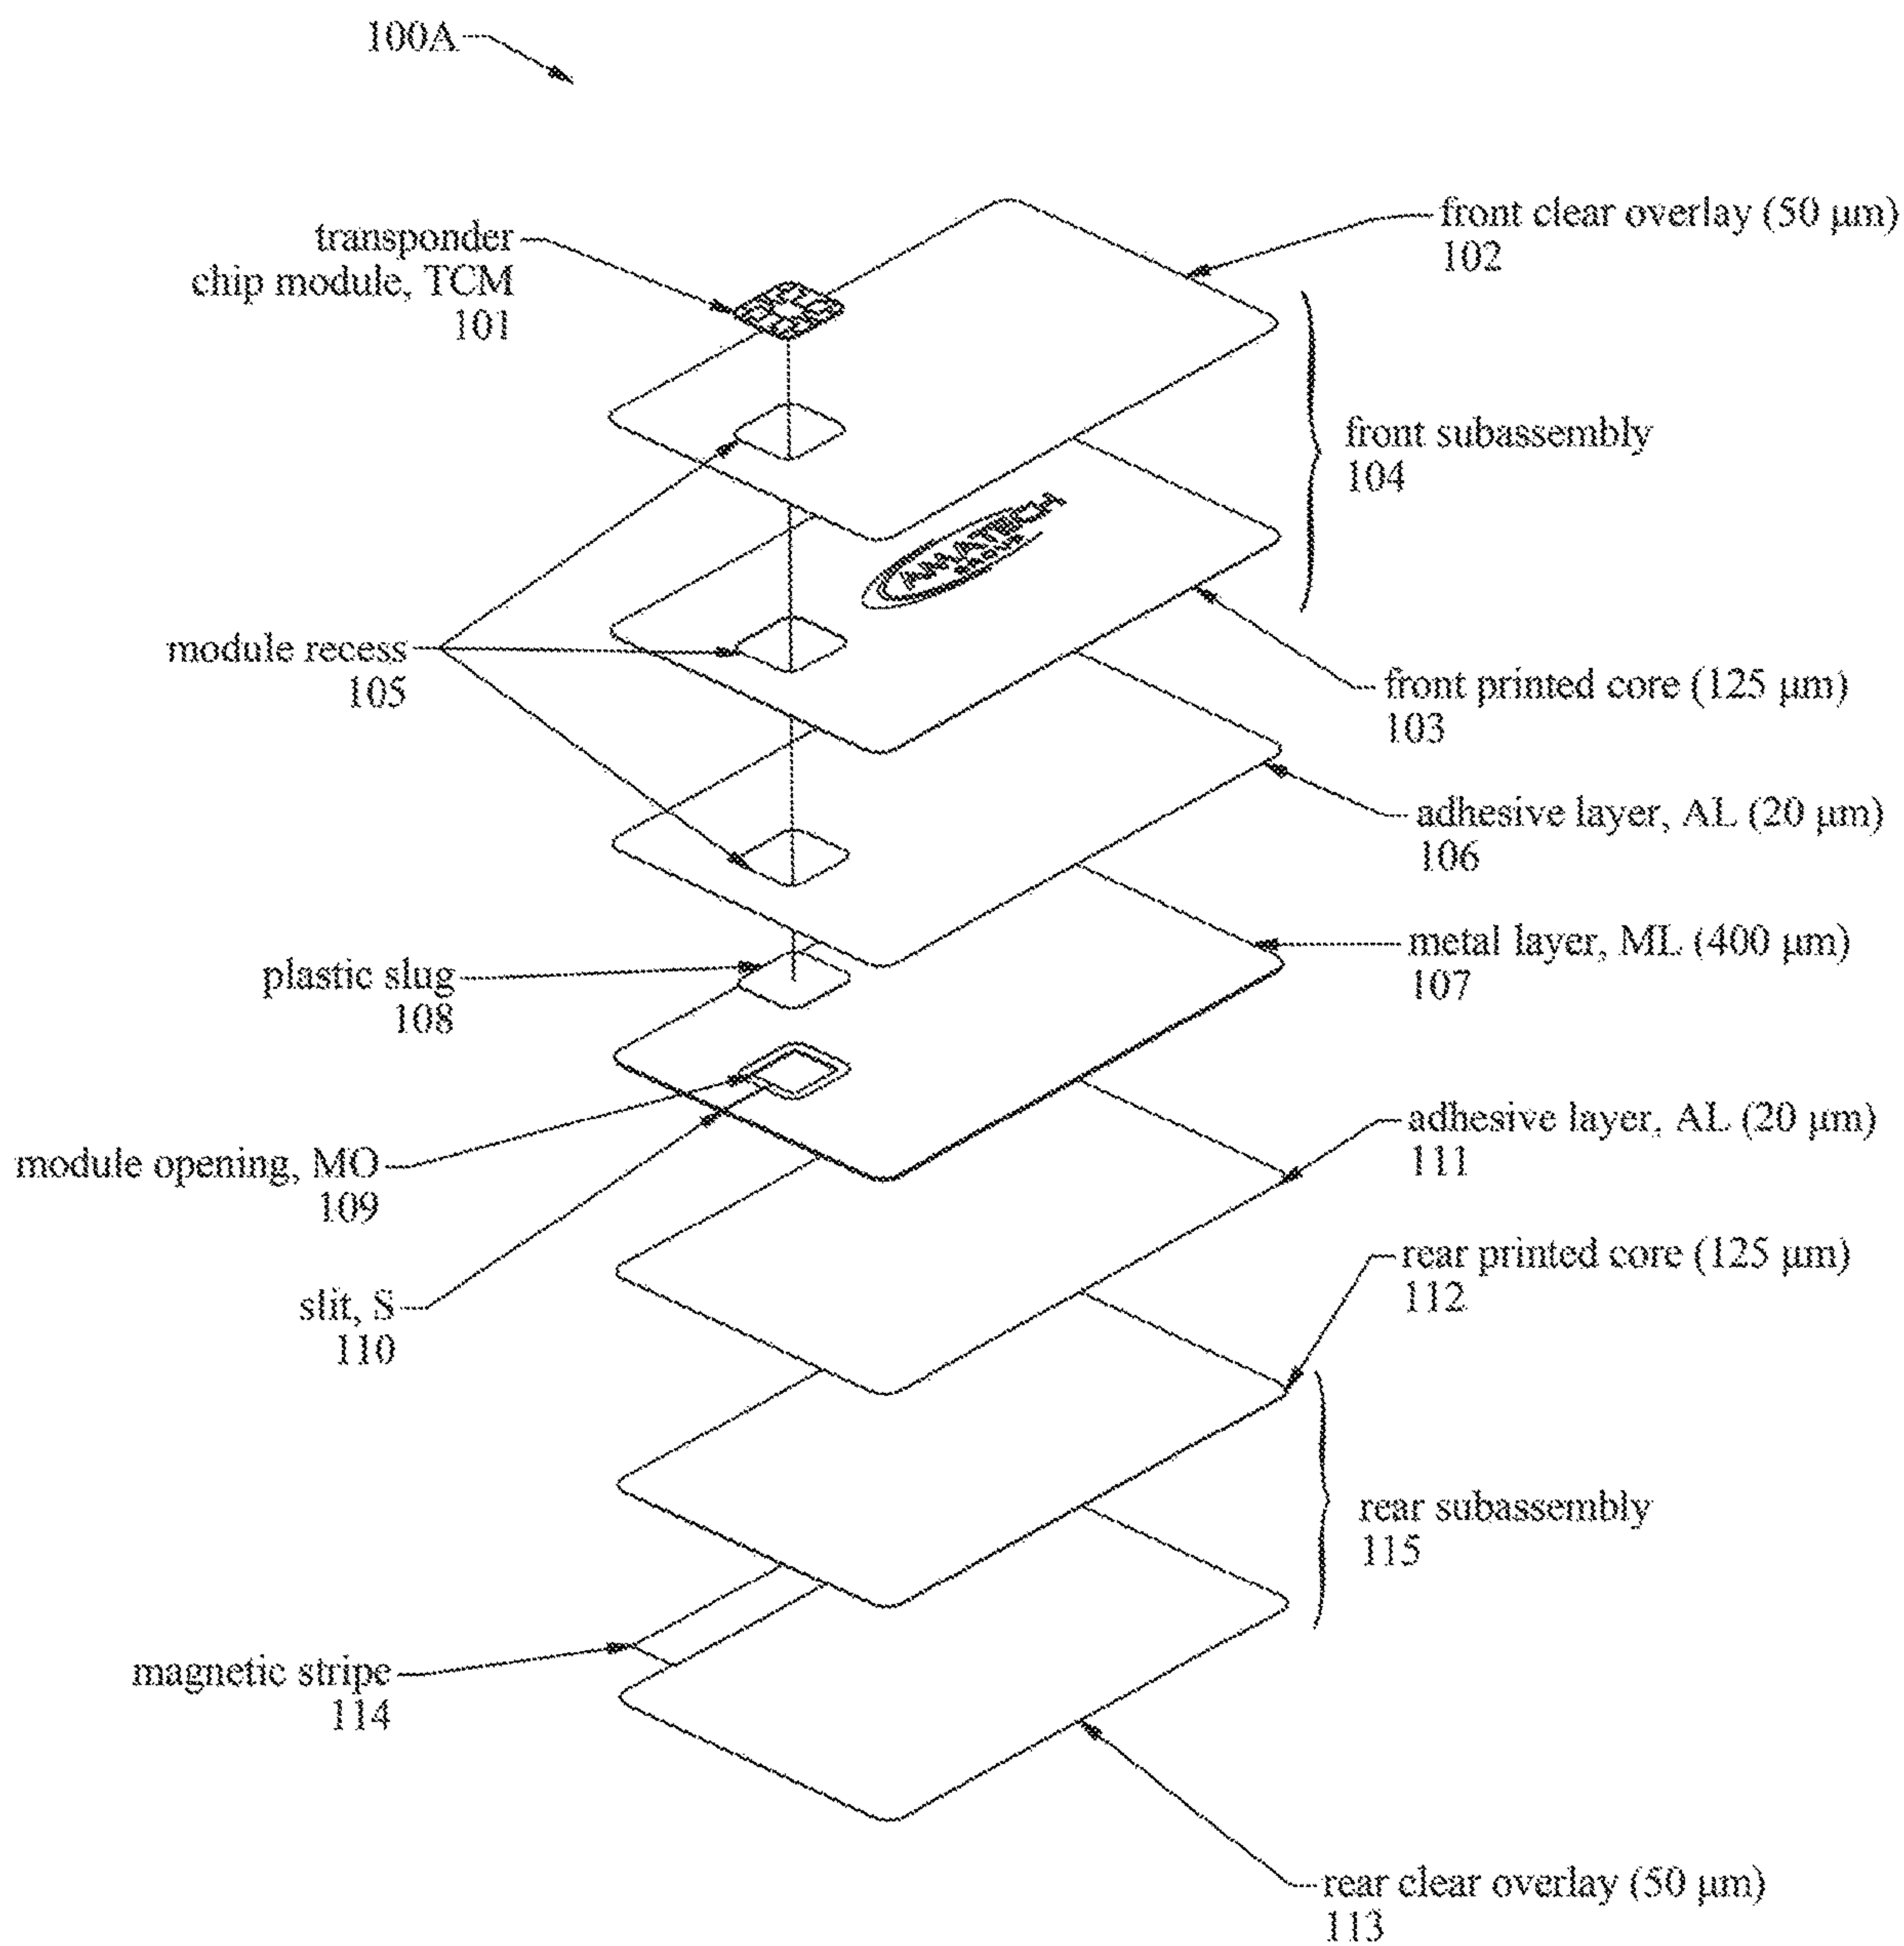 100A
transponder
chip module, TCM
101
front clear overlay (50 µm)
102
front subassembly
104
AMATECH
GROUP
module recess
105
front printed core (125 µm)
103
adhesive layer, AL (20 µm)
106
metal layer, ML (400 µm)
107
plastic slug
108
module opening, MO
109
adhesive layer, AL (20 µm)
111
rear printed core (125 µm)
112
slit, S
110
rear subassembly
115
magnetic stripe
114
rear clear overlay (50 µm)
113